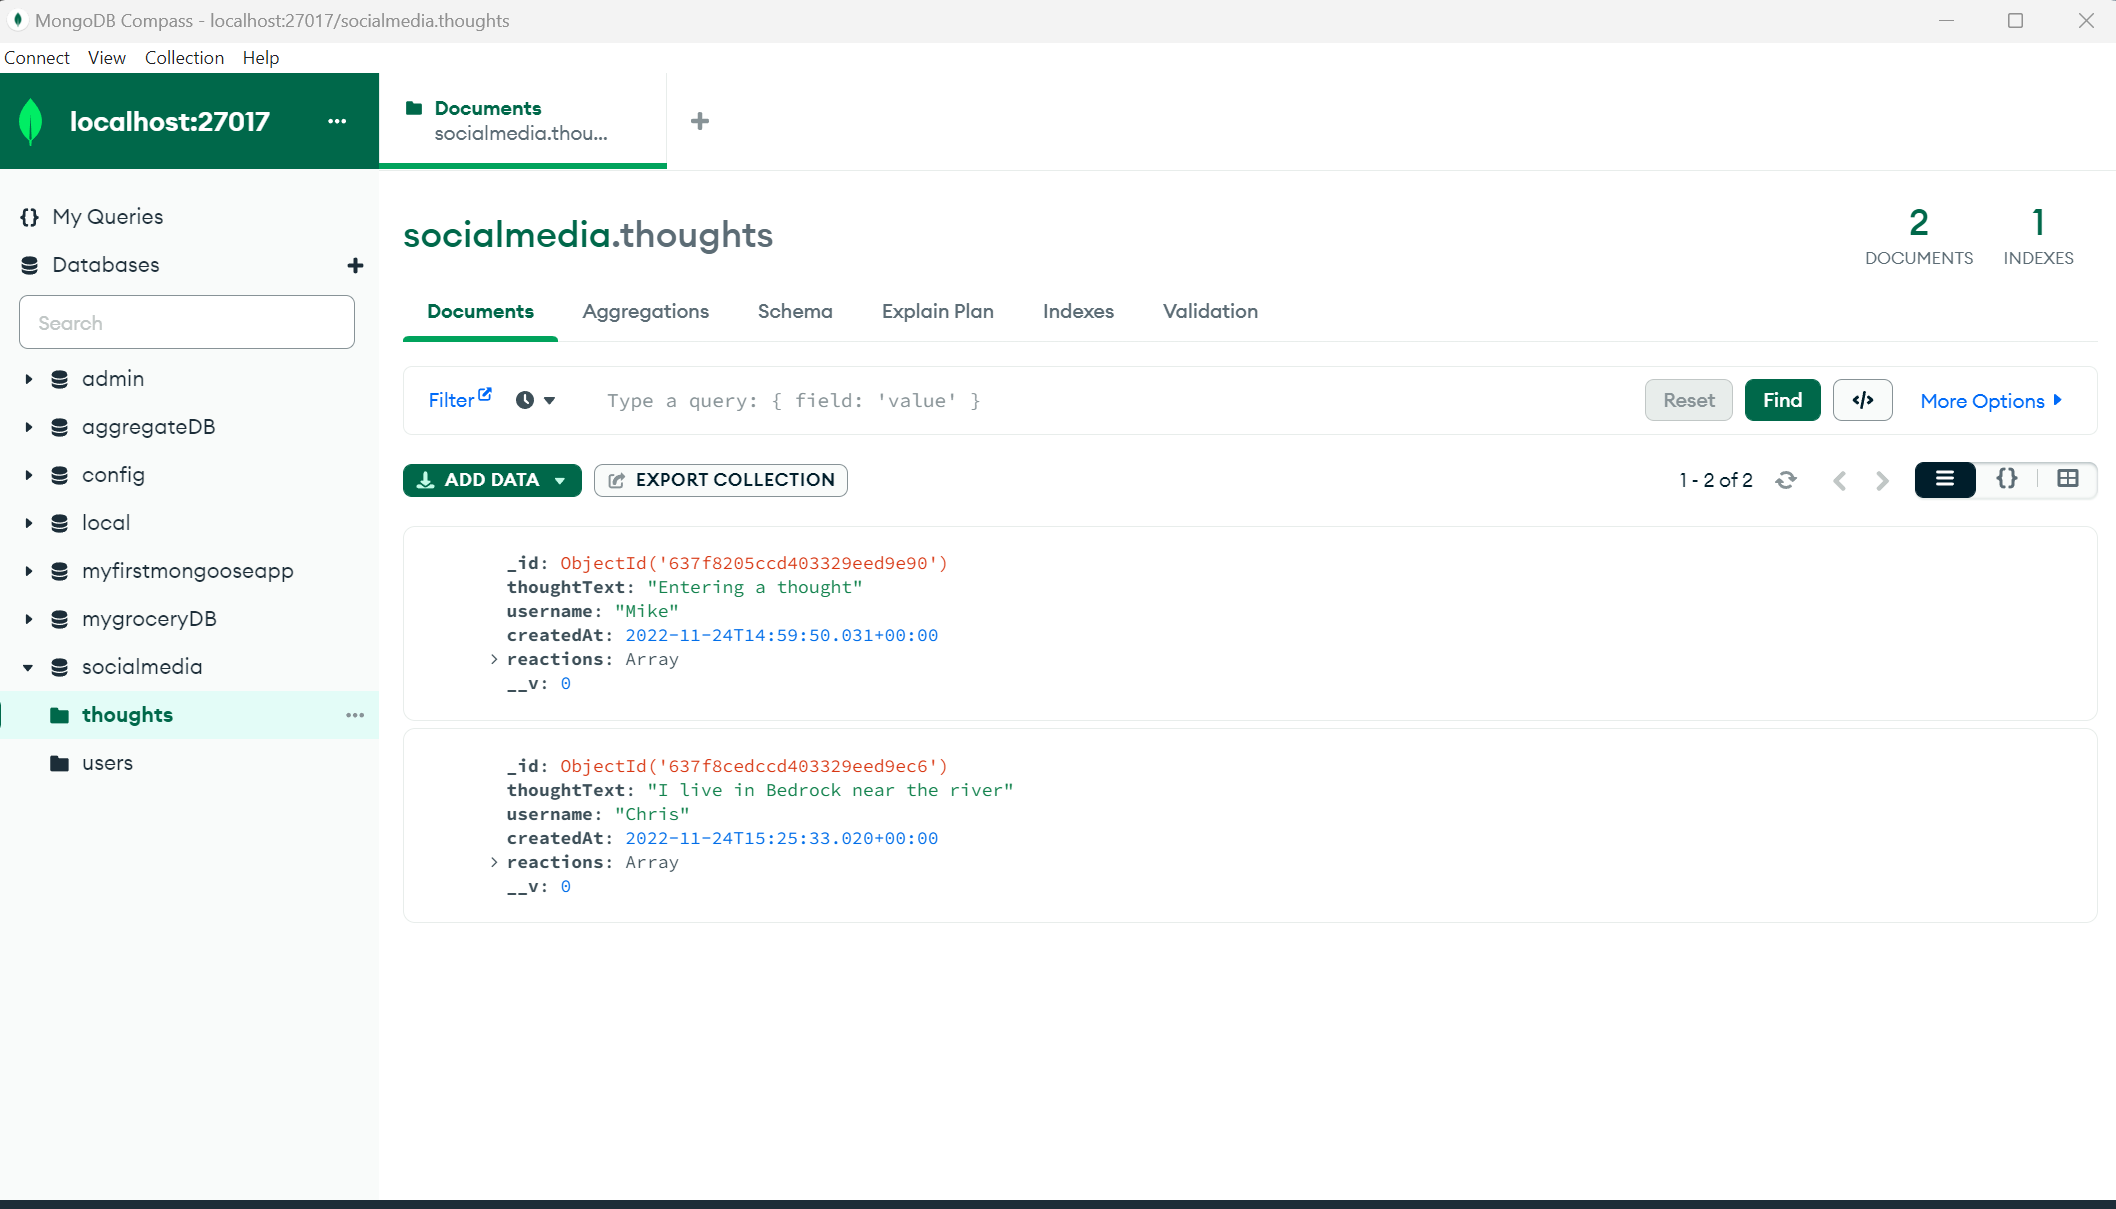 MongoDB Compass - localhost:27017/socialmedia.thoughts
Connect View Collection Help
localhost:27017 ...
Documents
socialmedia.thou...
My Queries
Databases
Search
admin
aggregateDB
config
local
myfirstmongooseapp
mygroceryDB
socialmedia
thoughts ...
users
socialmedia.thoughts
2
DOCUMENTS
1
INDEXES
Documents Aggregations Schema Explain Plan Indexes Validation
Filter Type a query: { field: 'value' } Reset Find </> More Options
ADD DATA EXPORT COLLECTION 1 - 2 of 2 {}
_id: ObjectId('637f8205ccd403329eed9e90')
thoughtText: "Entering a thought"
username: "Mike"
createdAt: 2022-11-24T14:59:50.031+00:00
reactions: Array
__v: 0
_id: ObjectId('637f8cedccd403329eed9ec6')
thoughtText: "I live in Bedrock near the river"
username: "Chris"
createdAt: 2022-11-24T15:25:33.020+00:00
reactions: Array
__v: 0